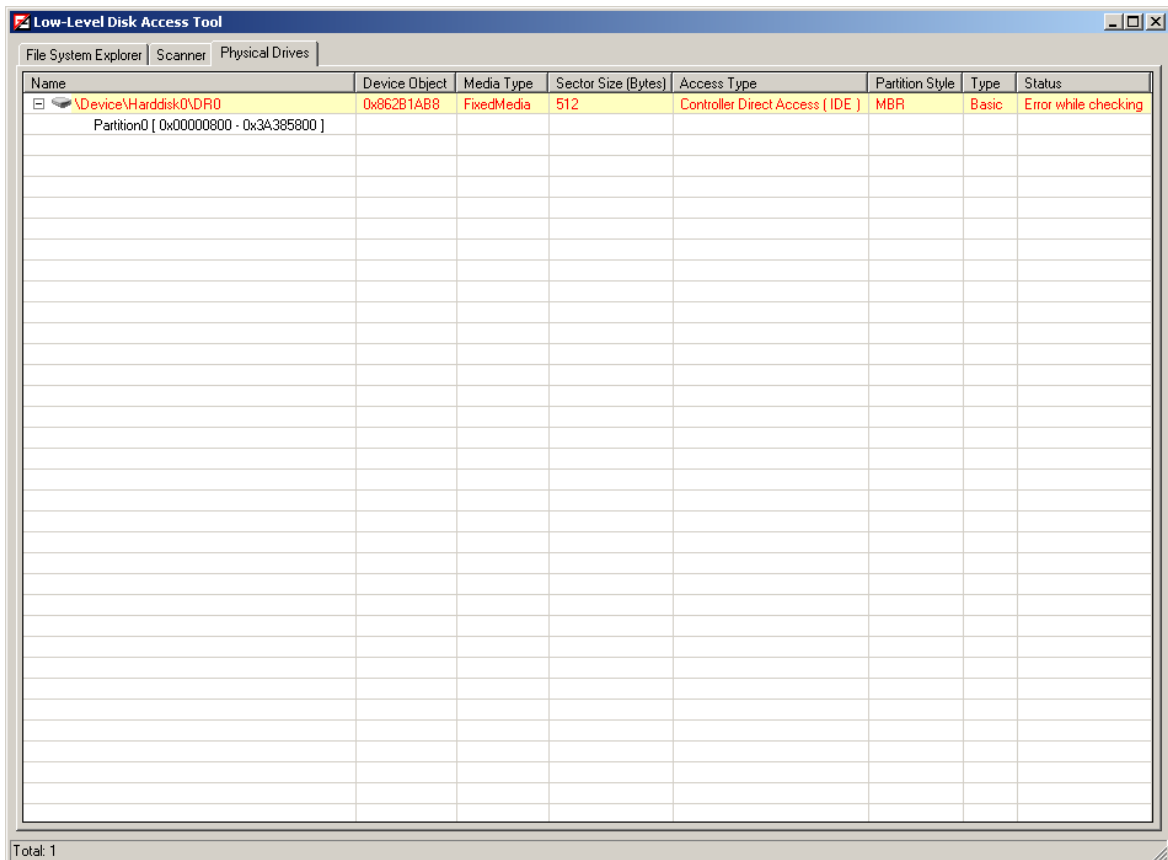 Low-Level Disk Access Tool
File System Explorer Scanner Physical Drives
Name Device Object Media Type Sector Size (Bytes) Access Type Partition Style Type Status
\Device\Harddisk0\DR0 0x862B1AB8 FixedMedia 512 Controller Direct Access ( IDE ) MBR Basic Error while checking
Partition0 [ 0x00000800 - 0x3A385800 ]
Total: 1